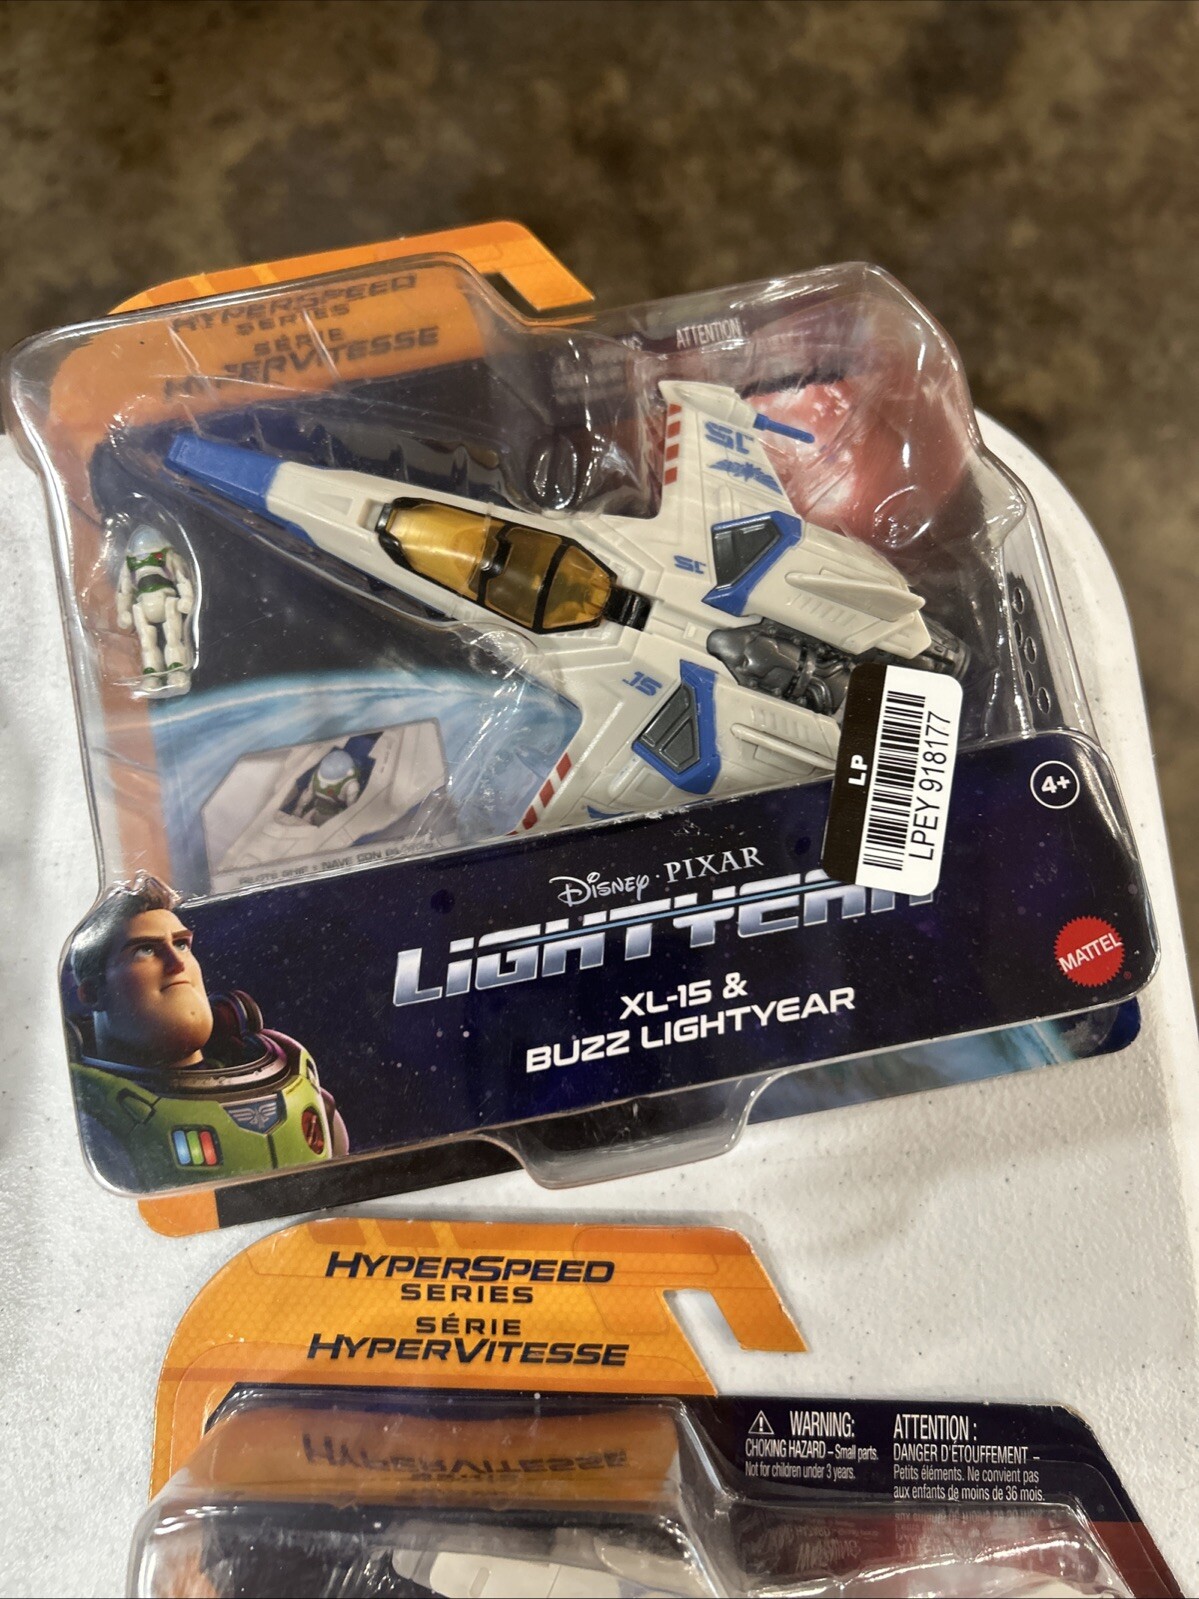 HYPERSPEED
SERIES
SÉRIE
HYPERVITESSE
ATTENTION
15
15
LP
LPEY 918177
4+
Disney · PIXAR
LIGHTYEAR
XL-15 &
BUZZ LIGHTYEAR
MATTEL
HYPERSPEED
SERIES
SÉRIE
HYPERVITESSE
WARNING:
CHOKING HAZARD – Small parts.
Not for children under 3 years.
ATTENTION :
DANGER D'ÉTOUFFEMENT –
Petits éléments. Ne convient pas
aux enfants de moins de 36 mois.
HYPERVITESSE